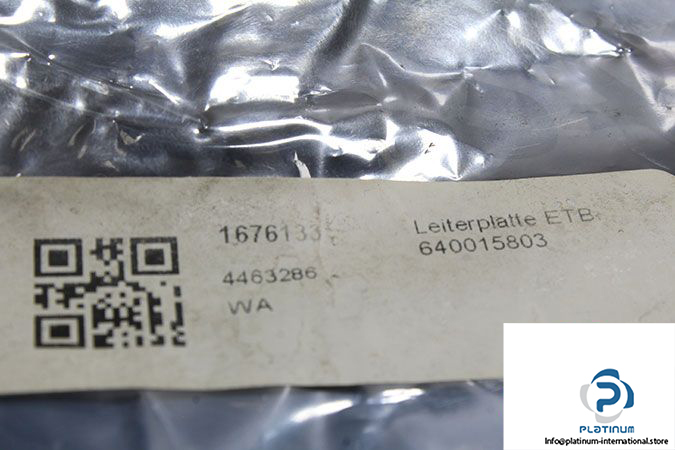 1676133
Leiterplatte ETB
640015803
4463286
WA
PLATINUM
Info@platinum-international.store